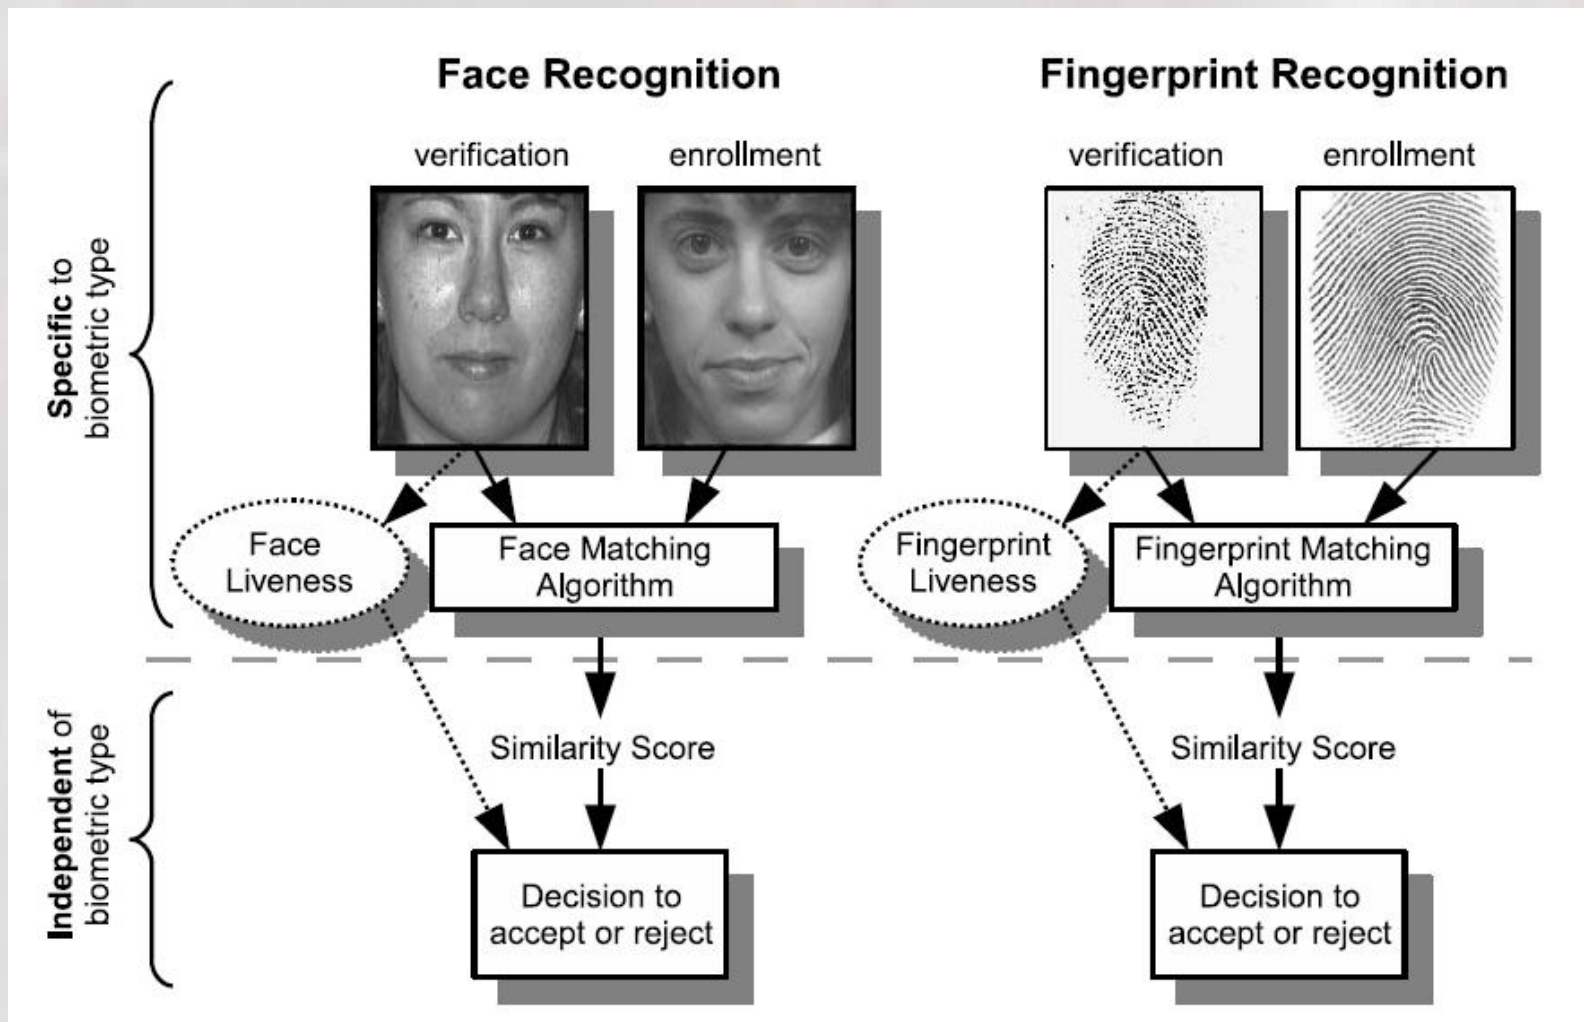 Face Recognition
Fingerprint Recognition
verification
enrollment
verification
enrollment
Specific to
biometric type
Face
Liveness
Face Matching
Algorithm
Fingerprint
Liveness
Fingerprint Matching
Algorithm
Independent of
biometric type
Similarity Score
Similarity Score
Decision to
accept or reject
Decision to
accept or reject